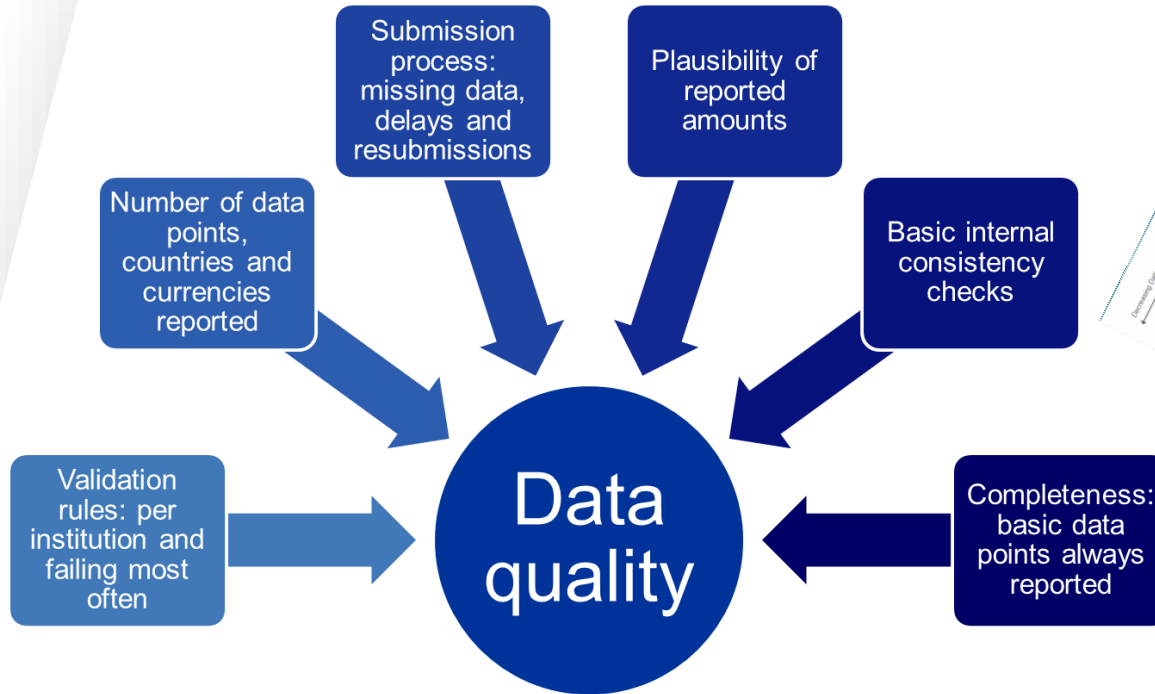 Submission
process:
missing data,
delays and
resubmissions
Plausibility of
reported
amounts
Number of data
points,
countries and
currencies
reported
Basic internal
consistency
checks
Validation
rules: per
institution and
failing most
often
Data
quality
Completeness:
basic data
points always
reported
Decreasing